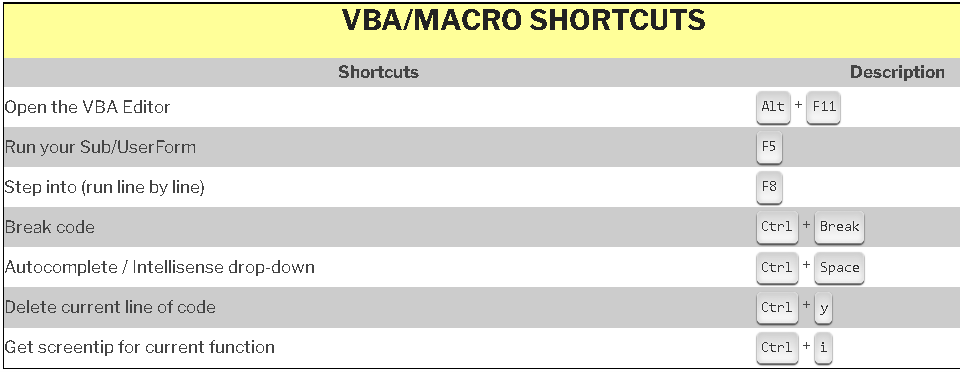 VBA/MACRO SHORTCUTS
Shortcuts Description
Open the VBA Editor Alt + F11
Run your Sub/UserForm F5
Step into (run line by line) F8
Break code Ctrl + Break
Autocomplete / Intellisense drop-down Ctrl + Space
Delete current line of code Ctrl + y
Get screentip for current function Ctrl + i